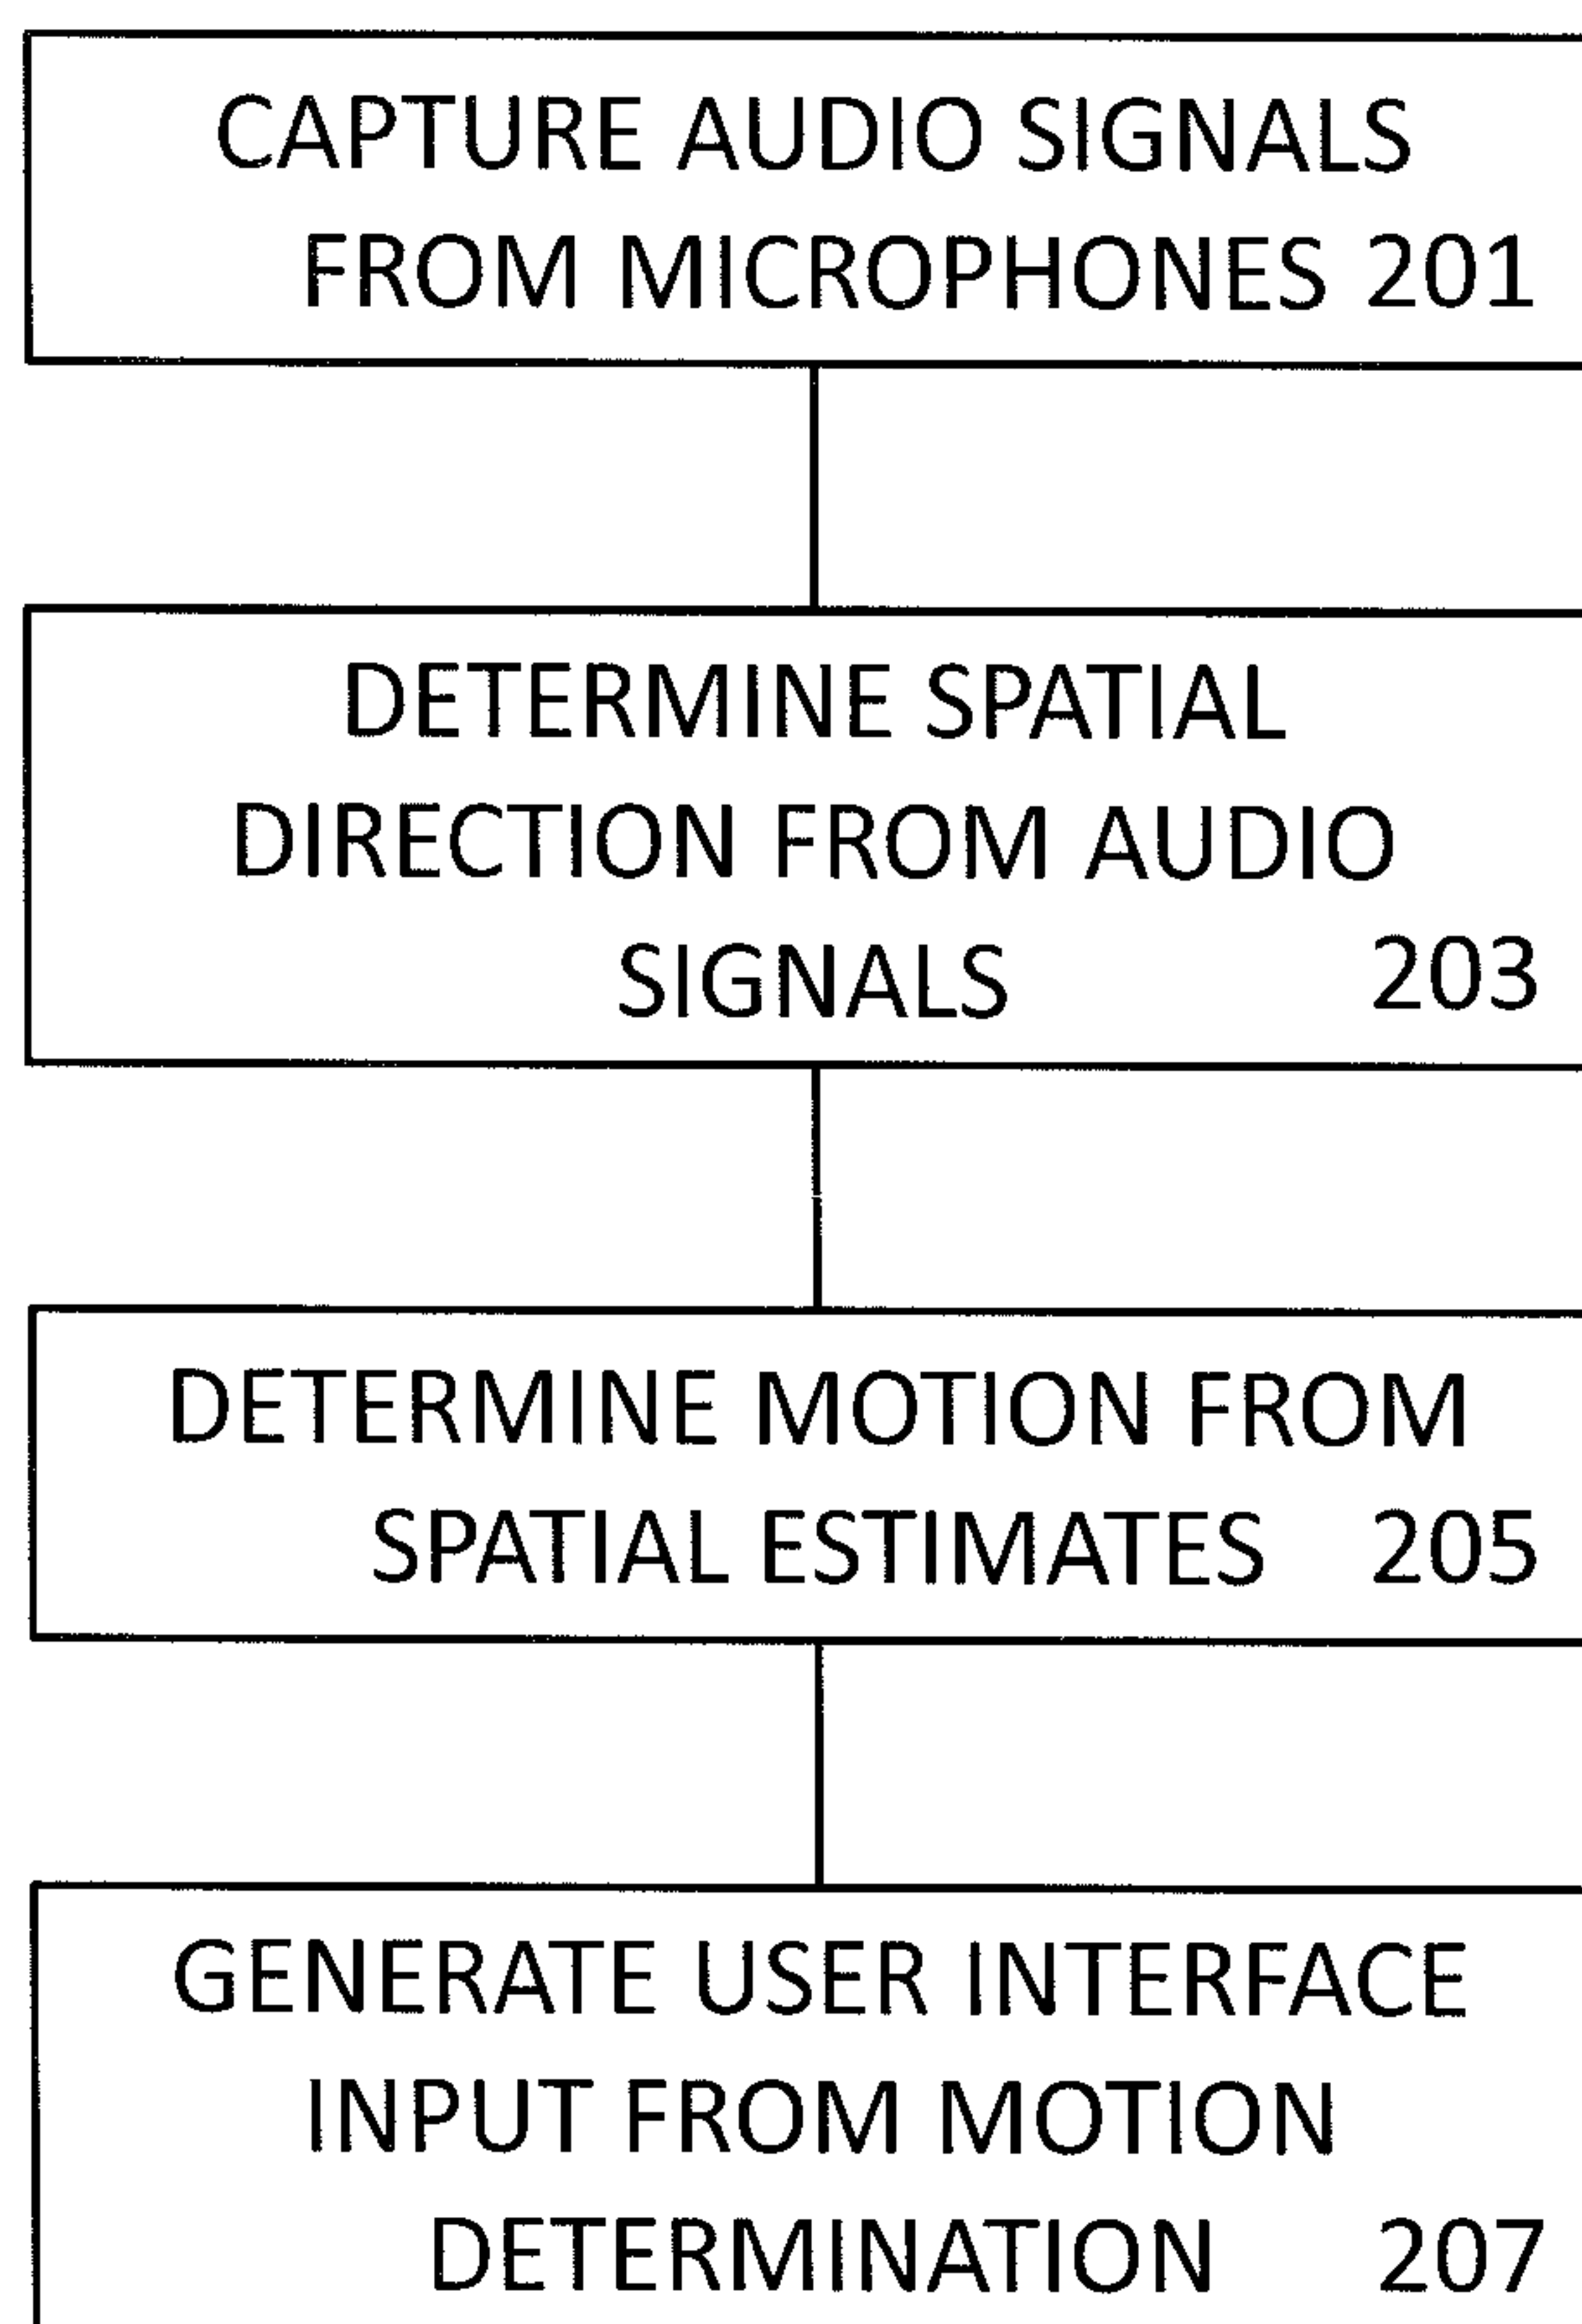 CAPTURE AUDIO SIGNALS
FROM MICROPHONES 201
DETERMINE SPATIAL
DIRECTION FROM AUDIO
SIGNALS 203
DETERMINE MOTION FROM
SPATIAL ESTIMATES 205
GENERATE USER INTERFACE
INPUT FROM MOTION
DETERMINATION 207